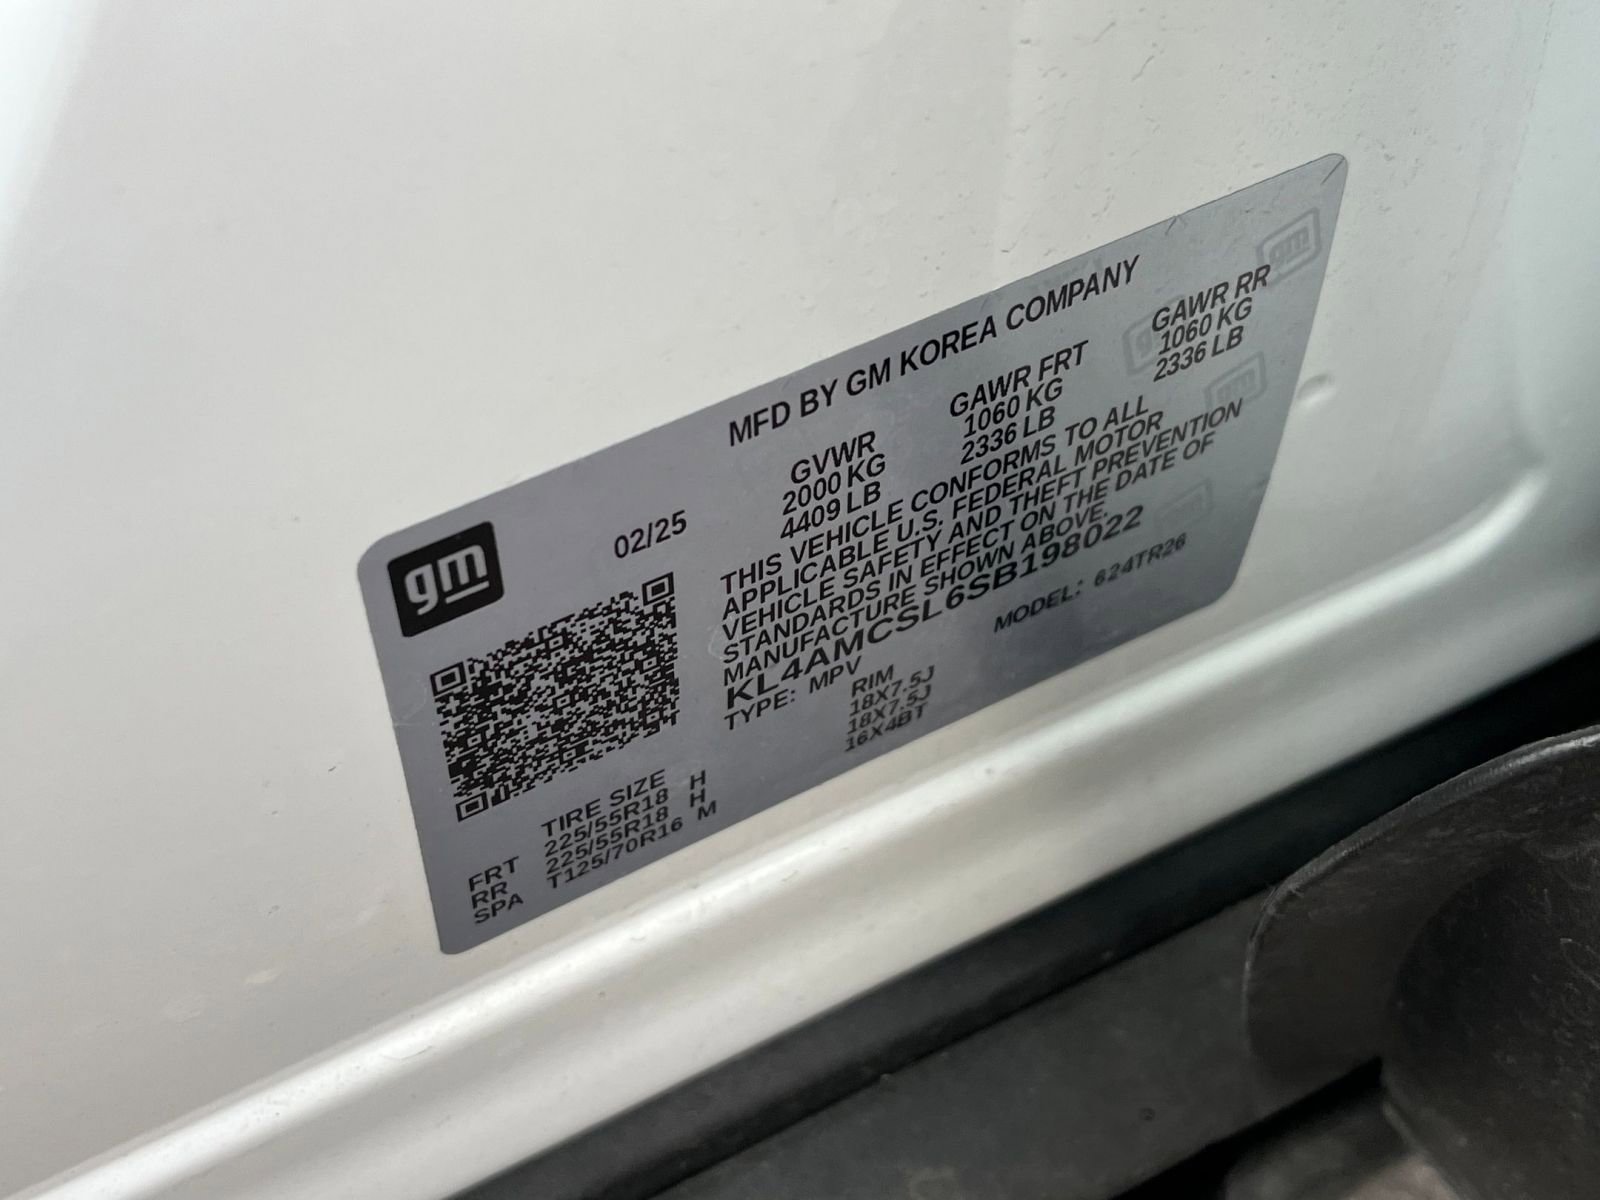 gm
02/25
MFD BY GM KOREA COMPANY
GVWR GAWR FRT GAWR RR
2000 KG 1060 KG 1060 KG
4409 LB 2336 LB 2336 LB
THIS VEHICLE CONFORMS TO ALL
APPLICABLE U.S. FEDERAL MOTOR
VEHICLE SAFETY AND THEFT PREVENTION
STANDARDS IN EFFECT ON THE DATE OF
MANUFACTURE SHOWN ABOVE.
KL4AMCSL6SB198022
TYPE: MPV MODEL: 624TR26
TIRE SIZE RIM
FRT 225/55R18 H 18X7.5J
RR 225/55R18 H 18X7.5J
SPA T125/70R16 M 16X4BT
gm
gm
gm